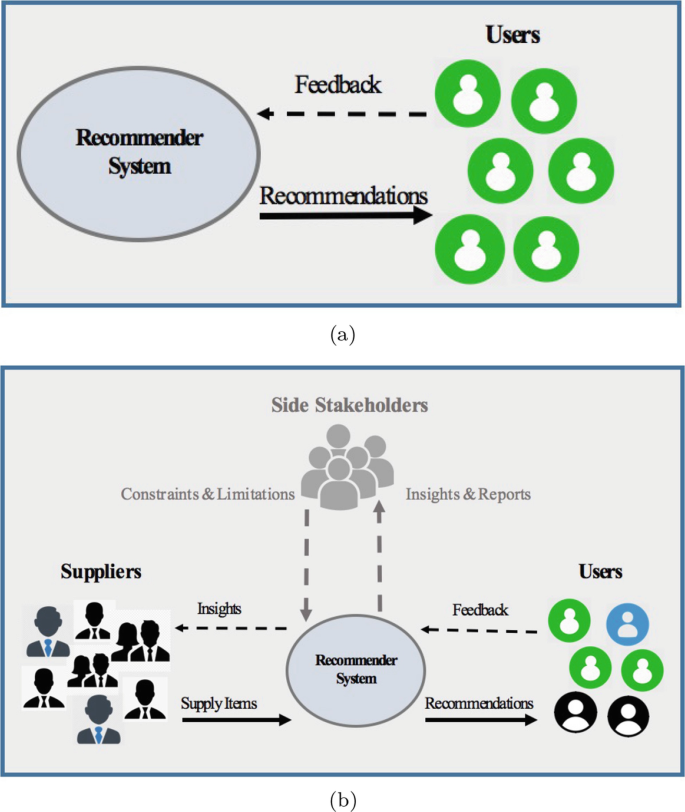 Users
Feedback
Recommender
System
Recommendations
(a)
Side Stakeholders
Constraints & Limitations
Insights & Reports
Suppliers
Users
Insights
Feedback
Recommender
System
Supply Items
Recommendations
(b)